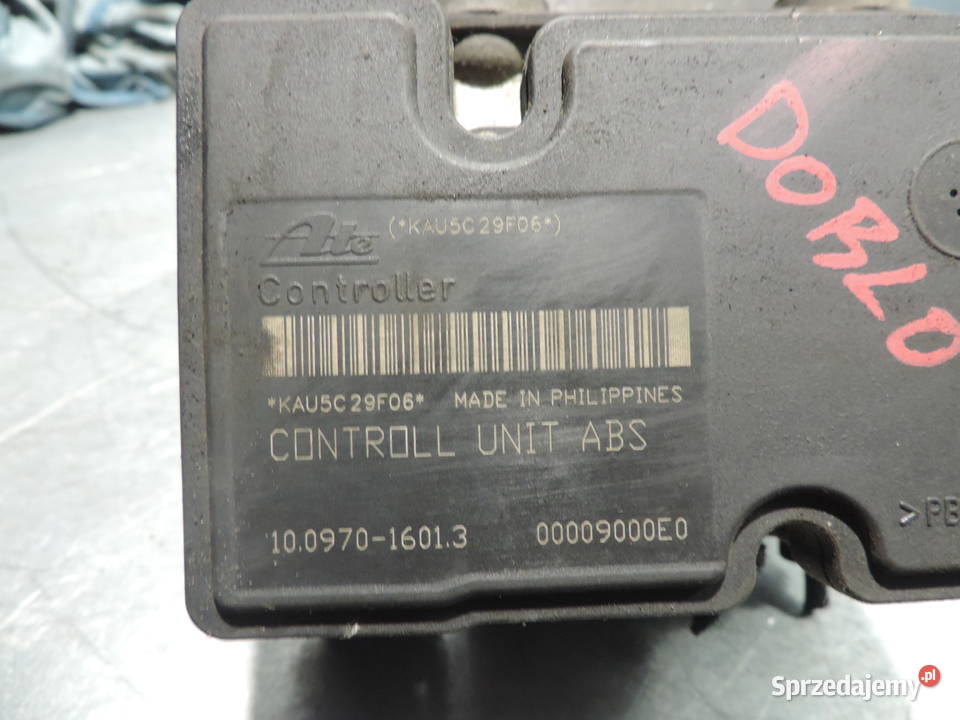 Ate (*KAU5C29F06*)
Controller
*KAU5C29F06* MADE IN PHILIPPINES
CONTROLL UNIT ABS
10.0970-1601.3 00009000E0
DOBLO
>PB
Sprzedajemy.pl